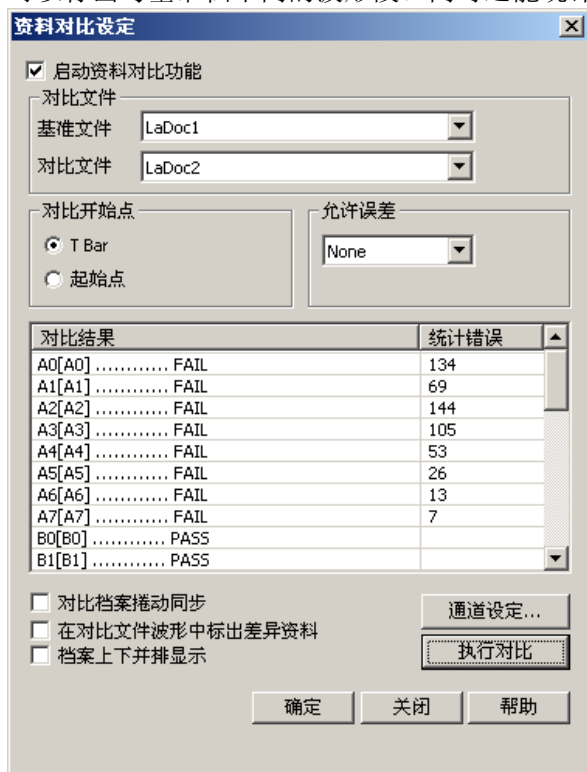 资料对比设定
启动资料对比功能
对比文件
基准文件 LaDoc1
对比文件 LaDoc2
对比开始点
T Bar
起始点
允许误差
None
对比结果 统计错误
A0[A0] ............ FAIL 134
A1[A1] ............ FAIL 69
A2[A2] ............ FAIL 144
A3[A3] ............ FAIL 105
A4[A4] ............ FAIL 53
A5[A5] ............ FAIL 26
A6[A6] ............ FAIL 13
A7[A7] ............ FAIL 7
B0[B0] ............ PASS
B1[B1] ............ PASS
对比档案捲动同步
在对比文件波形中标出差异资料
档案上下并排显示
通道设定...
执行对比
确定 关闭 帮助